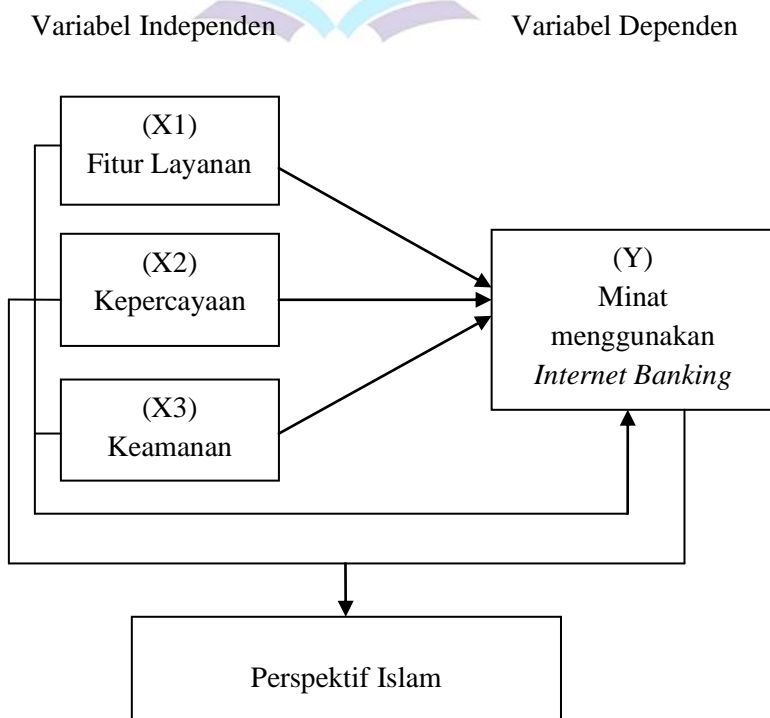 Variabel Independen
Variabel Dependen
(X1)
Fitur Layanan
(X2)
Kepercayaan
(X3)
Keamanan
(Y)
Minat
menggunakan
Internet Banking
Perspektif Islam